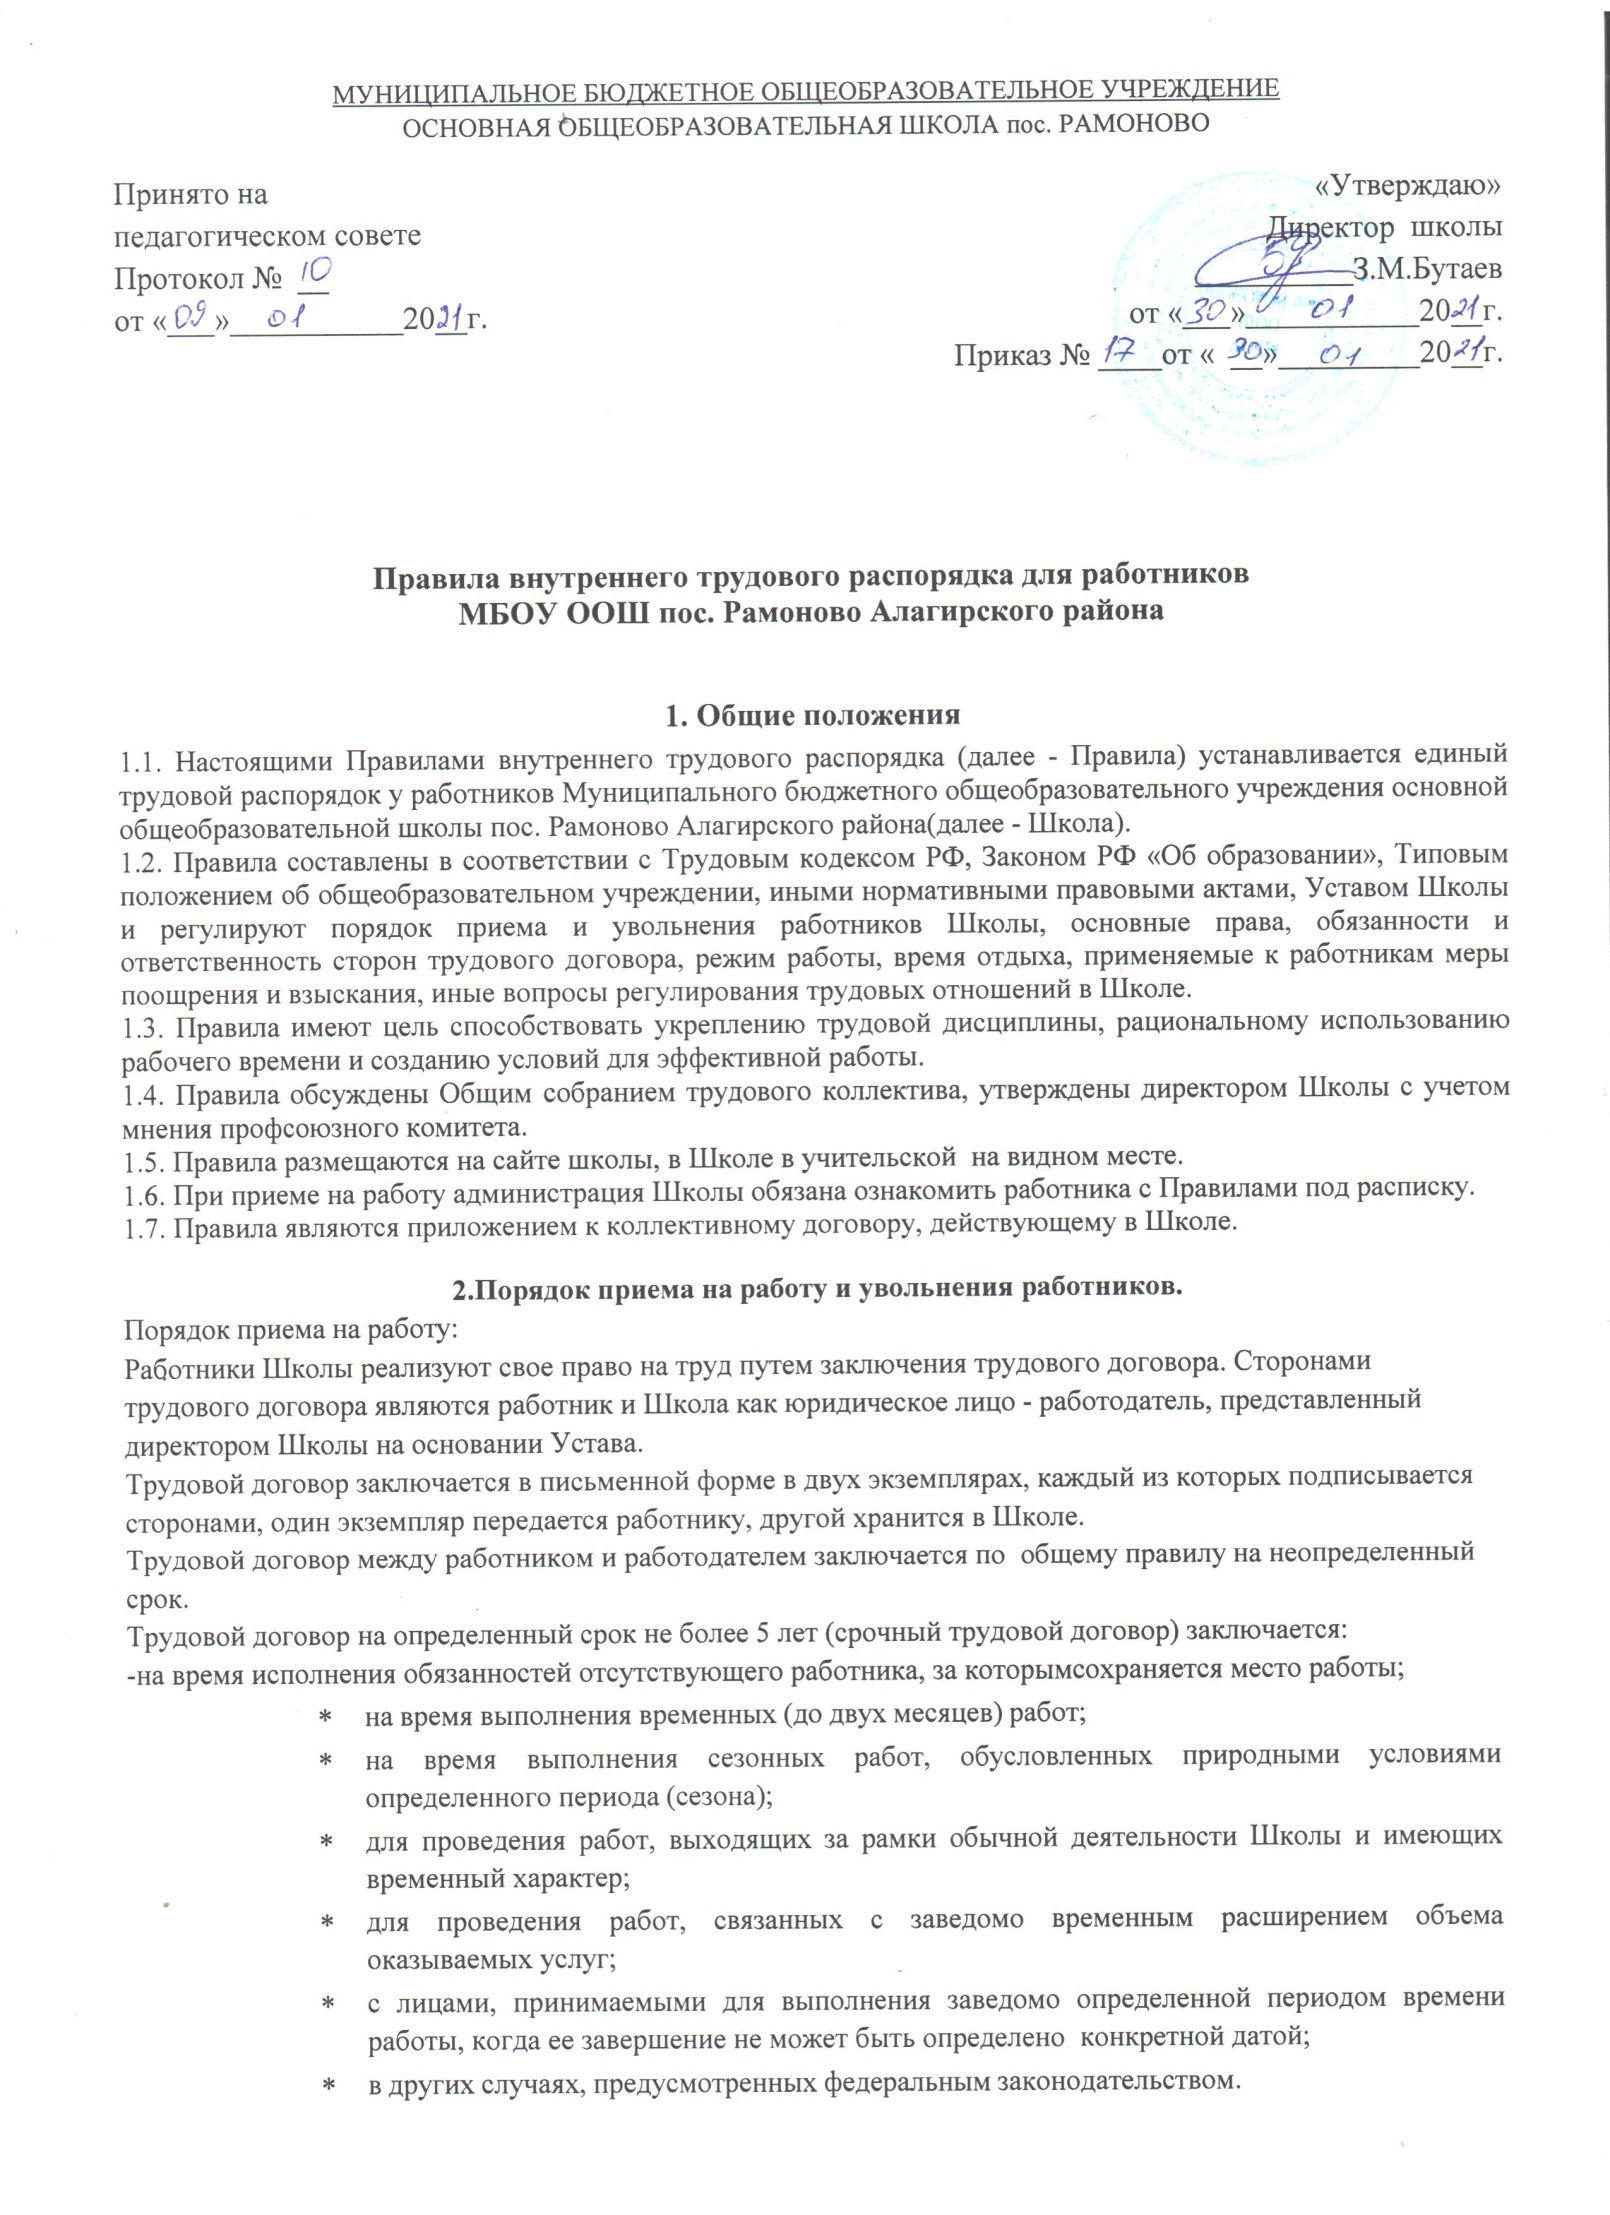 МУНИЦИПАЛЬНОЕ БЮДЖЕТНОЕ ОБЩЕОБРАЗОВАТЕЛЬНОЕ УЧРЕЖДЕНИЕ
ОСНОВНАЯ ОБЩЕОБРАЗОВАТЕЛЬНАЯ ШКОЛА пос. РАМОНОВО
Принято на
педагогическом совете
Протокол № 10
от «09» 01 2021г.
«Утверждаю»
Директор школы
З.М.Бутаев
от «30» 01 2021г.
Приказ № 17 от « 30» 01 2021г.
Правила внутреннего трудового распорядка для работников
МБОУ ООШ пос. Рамоново Алагирского района
1. Общие положения
1.1. Настоящими Правилами внутреннего трудового распорядка (далее - Правила) устанавливается единый
трудовой распорядок у работников Муниципального бюджетного общеобразовательного учреждения основной
общеобразовательной школы пос. Рамоново Алагирского района(далее - Школа).
1.2. Правила составлены в соответствии с Трудовым кодексом РФ, Законом РФ «Об образовании», Типовым
положением об общеобразовательном учреждении, иными нормативными правовыми актами, Уставом Школы
и регулируют порядок приема и увольнения работников Школы, основные права, обязанности и
ответственность сторон трудового договора, режим работы, время отдыха, применяемые к работникам меры
поощрения и взыскания, иные вопросы регулирования трудовых отношений в Школе.
1.3. Правила имеют цель способствовать укреплению трудовой дисциплины, рациональному использованию
рабочего времени и созданию условий для эффективной работы.
1.4. Правила обсуждены Общим собранием трудового коллектива, утверждены директором Школы с учетом
мнения профсоюзного комитета.
1.5. Правила размещаются на сайте школы, в Школе в учительской на видном месте.
1.6. При приеме на работу администрация Школы обязана ознакомить работника с Правилами под расписку.
1.7. Правила являются приложением к коллективному договору, действующему в Школе.
2.Порядок приема на работу и увольнения работников.
Порядок приема на работу:
Работники Школы реализуют свое право на труд путем заключения трудового договора. Сторонами
трудового договора являются работник и Школа как юридическое лицо - работодатель, представленный
директором Школы на основании Устава.
Трудовой договор заключается в письменной форме в двух экземплярах, каждый из которых подписывается
сторонами, один экземпляр передается работнику, другой хранится в Школе.
Трудовой договор между работником и работодателем заключается по общему правилу на неопределенный
срок.
Трудовой договор на определенный срок не более 5 лет (срочный трудовой договор) заключается:
-на время исполнения обязанностей отсутствующего работника, за которымсохраняется место работы;
* на время выполнения временных (до двух месяцев) работ;
* на время выполнения сезонных работ, обусловленных природными условиями
определенного периода (сезона);
* для проведения работ, выходящих за рамки обычной деятельности Школы и имеющих
временный характер;
* для проведения работ, связанных с заведомо временным расширением объема
оказываемых услуг;
* с лицами, принимаемыми для выполнения заведомо определенной периодом времени
работы, когда ее завершение не может быть определено конкретной датой;
* в других случаях, предусмотренных федеральным законодательством.